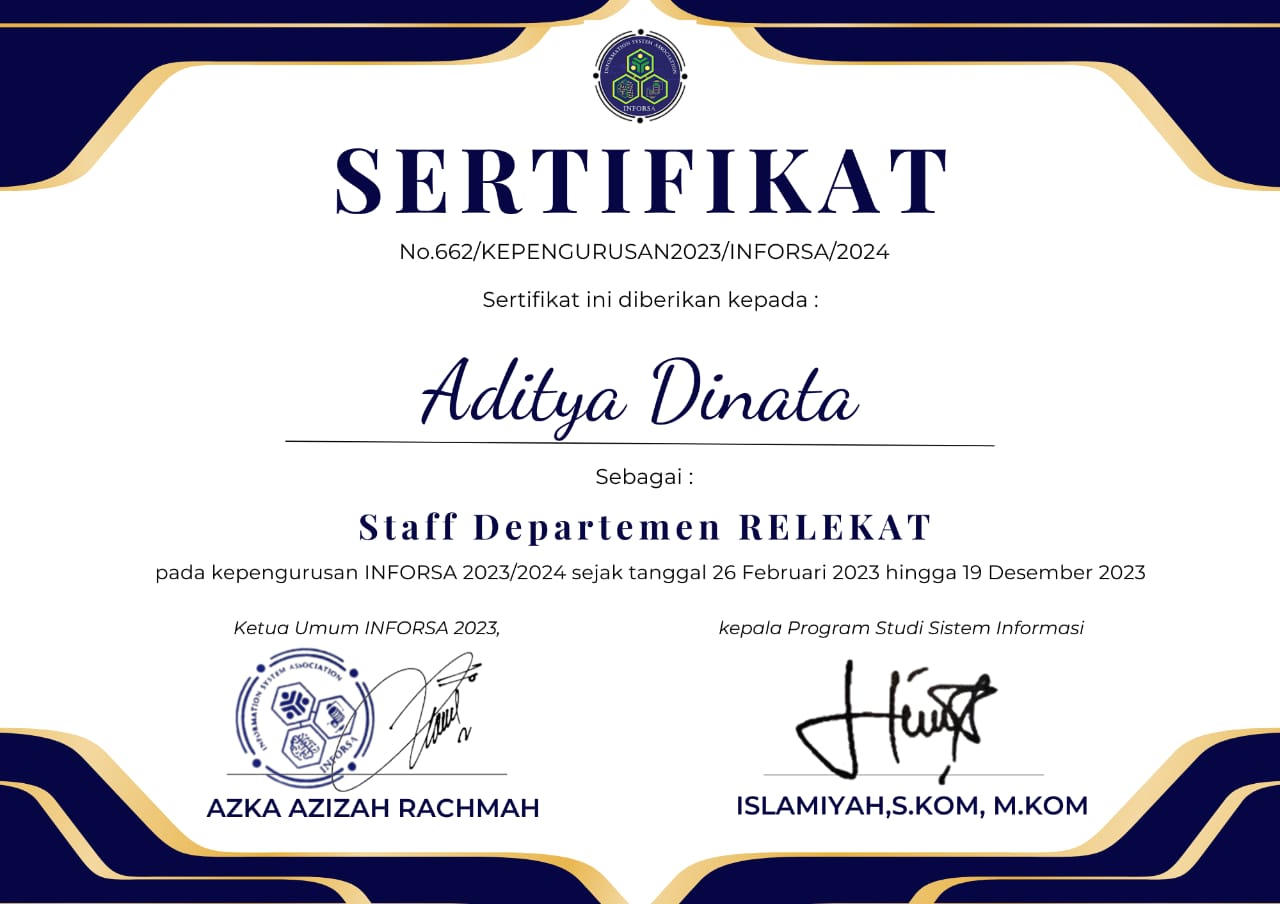 INFORMATION SYSTEM ASSOCIATION
INFORSA
SERTIFIKAT
No.662/KEPENGURUSAN2023/INFORSA/2024
Sertifikat ini diberikan kepada :
Aditya Dinata
Sebagai :
Staff Departemen RELEKAT
pada kepengurusan INFORSA 2023/2024 sejak tanggal 26 Februari 2023 hingga 19 Desember 2023
Ketua Umum INFORSA 2023,
kepala Program Studi Sistem Informasi
INFORMATION SYSTEM ASSOCIATION
INFORSA
AZKA AZIZAH RACHMAH
ISLAMIYAH,S.KOM, M.KOM